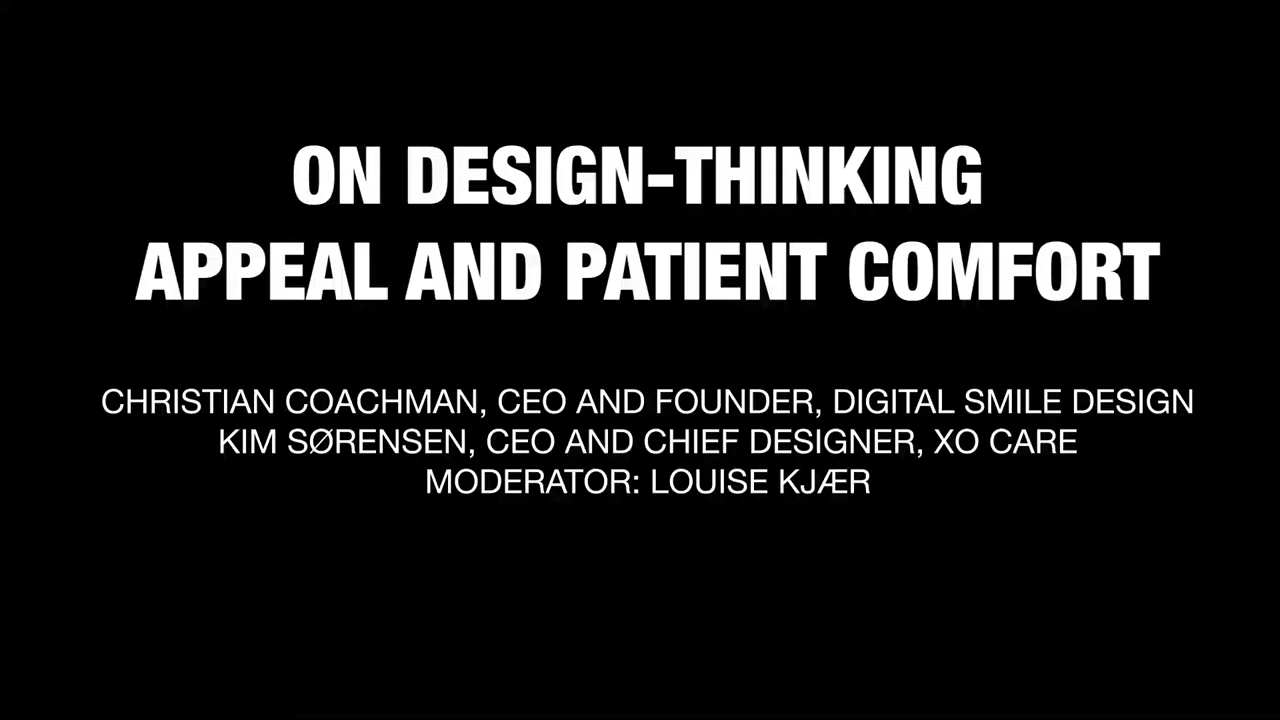 ON DESIGN-THINKING
APPEAL AND PATIENT COMFORT
CHRISTIAN COACHMAN, CEO AND FOUNDER, DIGITAL SMILE DESIGN
KIM SØRENSEN, CEO AND CHIEF DESIGNER, XO CARE
MODERATOR: LOUISE KJÆR